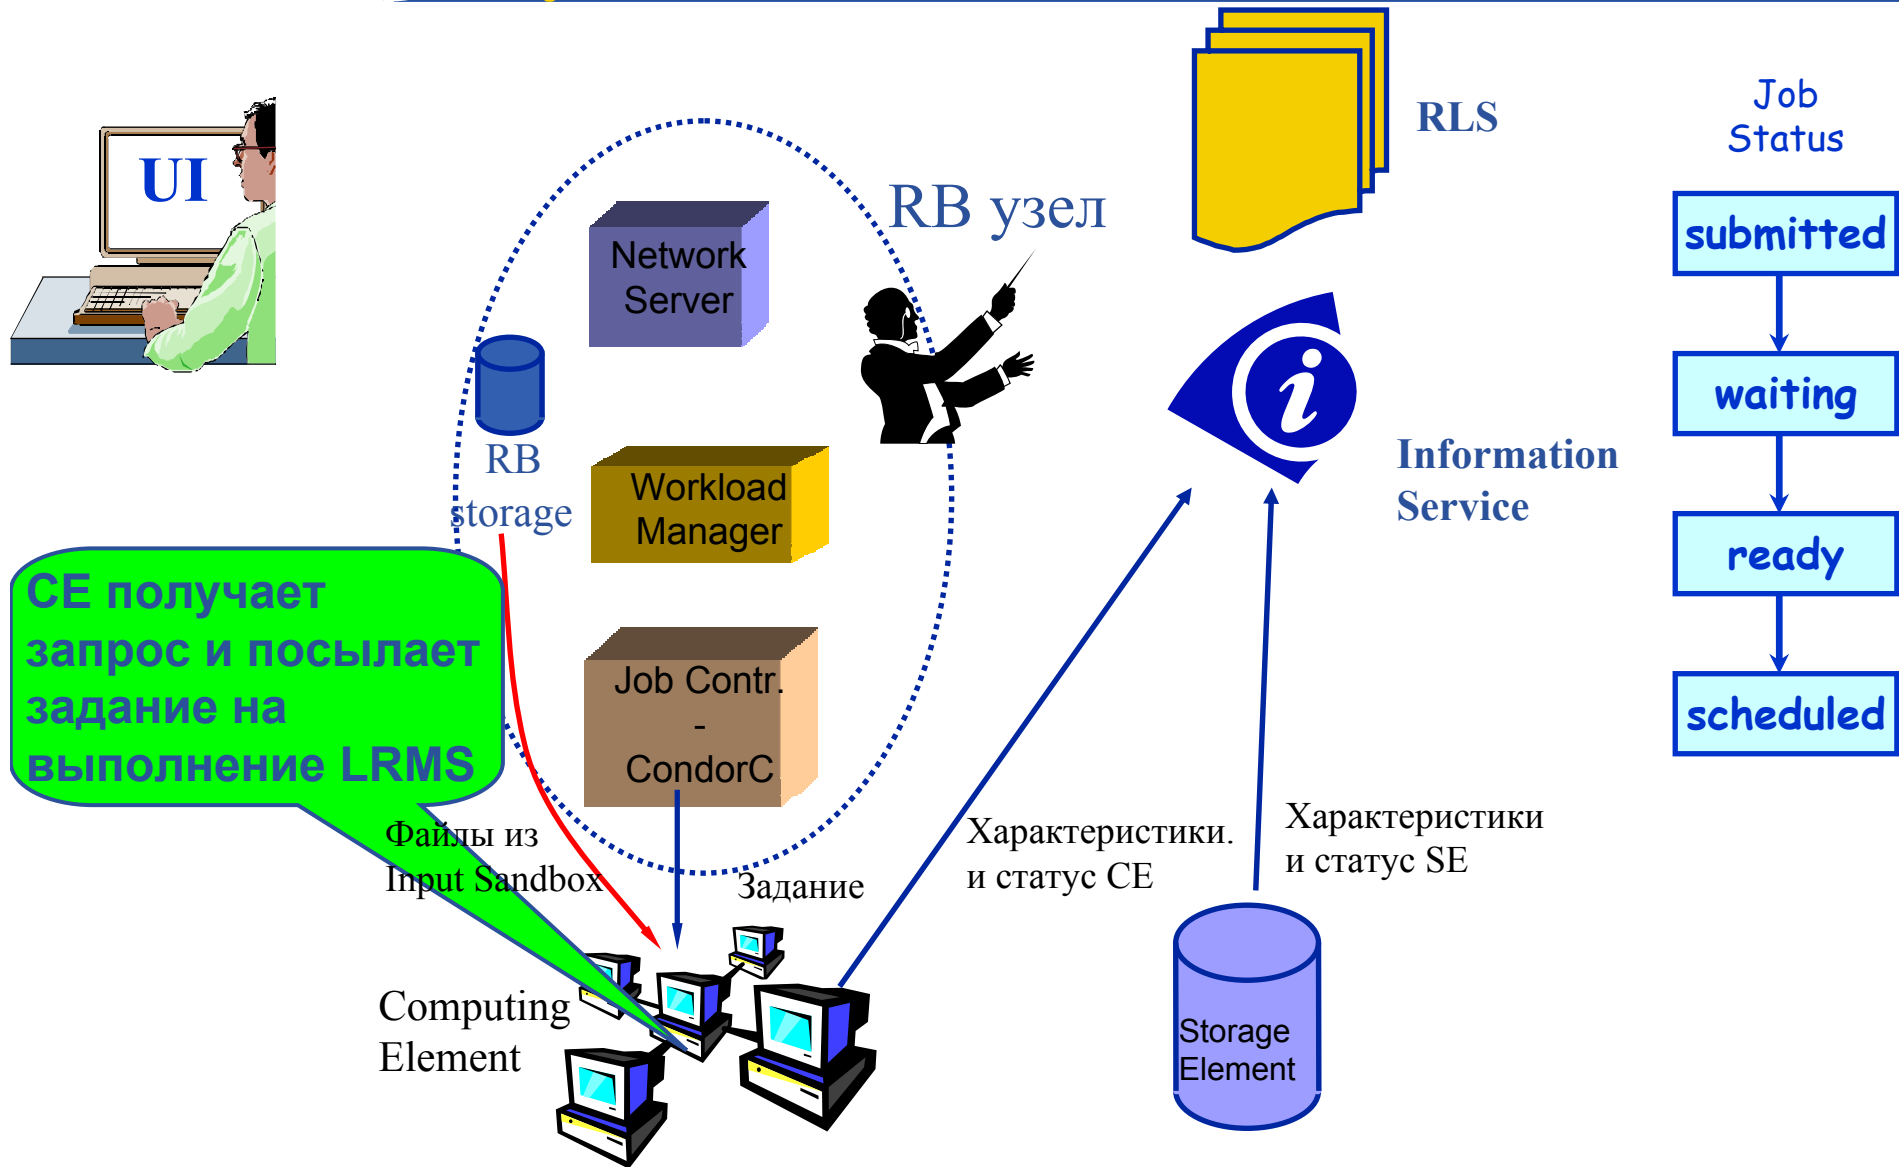 UI
Network
Server
RB узел
RLS
Job
Status
submitted
waiting
ready
scheduled
RB
storage
Workload
Manager
Information
Service
CE получает
запрос и посылает
задание на
выполнение LRMS
Job Contr.
-
CondorC
Файлы из
Input Sandbox
Задание
Характеристики.
и статус CE
Характеристики
и статус SE
Computing
Element
Storage
Element